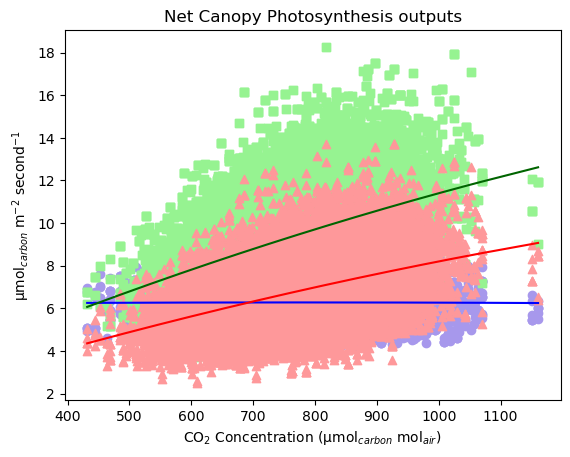 Net Canopy Photosynthesis outputs
18
16
14
12
10
8
6
4
2
μmol_carbon m⁻² second⁻¹
400 500 600 700 800 900 1000 1100
CO₂ Concentration (μmol_carbon mol_air)